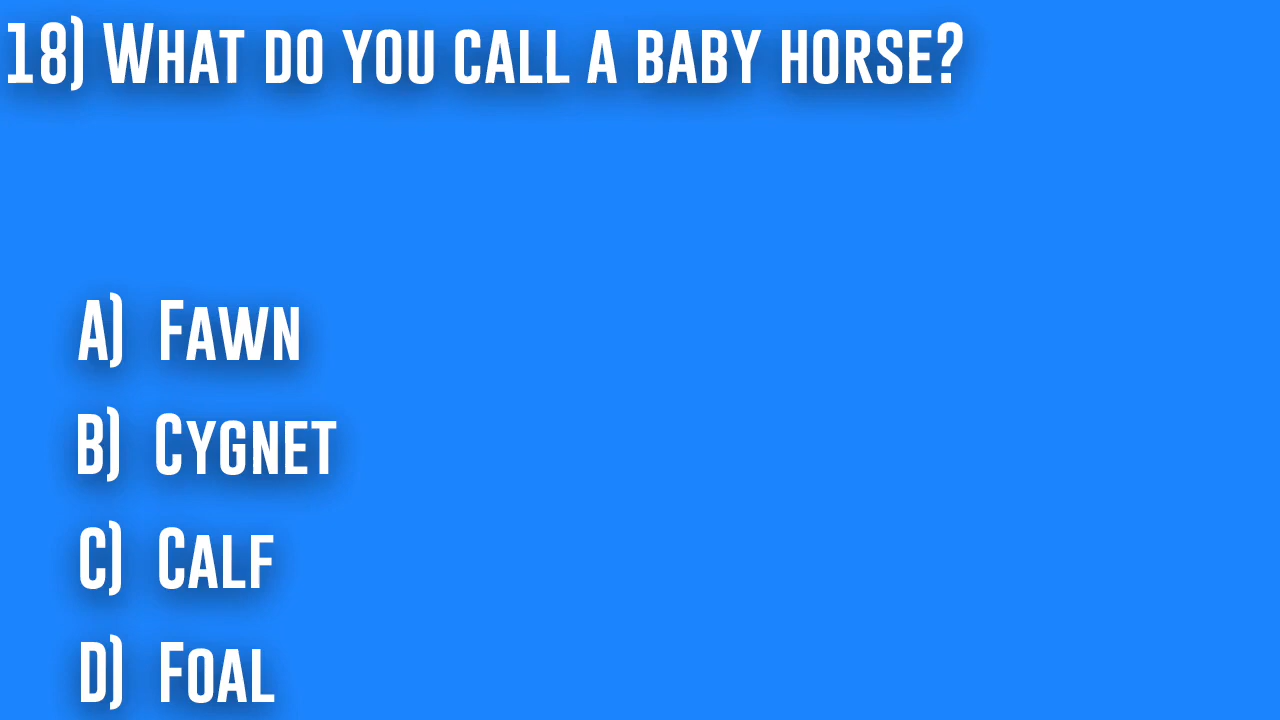 18) What do you call a baby horse?
A) Fawn
B) Cygnet
C) Calf
D) Foal